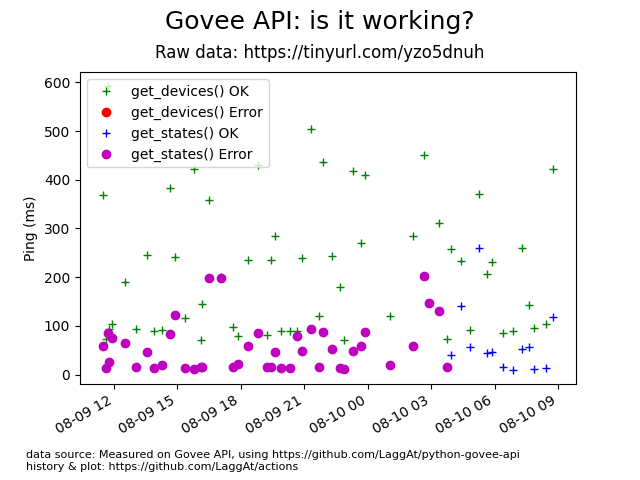 Govee API: is it working?
Raw data: https://tinyurl.com/yzo5dnuh
600
500
400
300
200
100
0
Ping (ms)
get_devices() OK
get_devices() Error
get_states() OK
get_states() Error
08-09 12
08-09 15
08-09 18
08-09 21
08-10 00
08-10 03
08-10 06
08-10 09
data source: Measured on Govee API, using https://github.com/LaggAt/python-govee-api
history & plot: https://github.com/LaggAt/actions